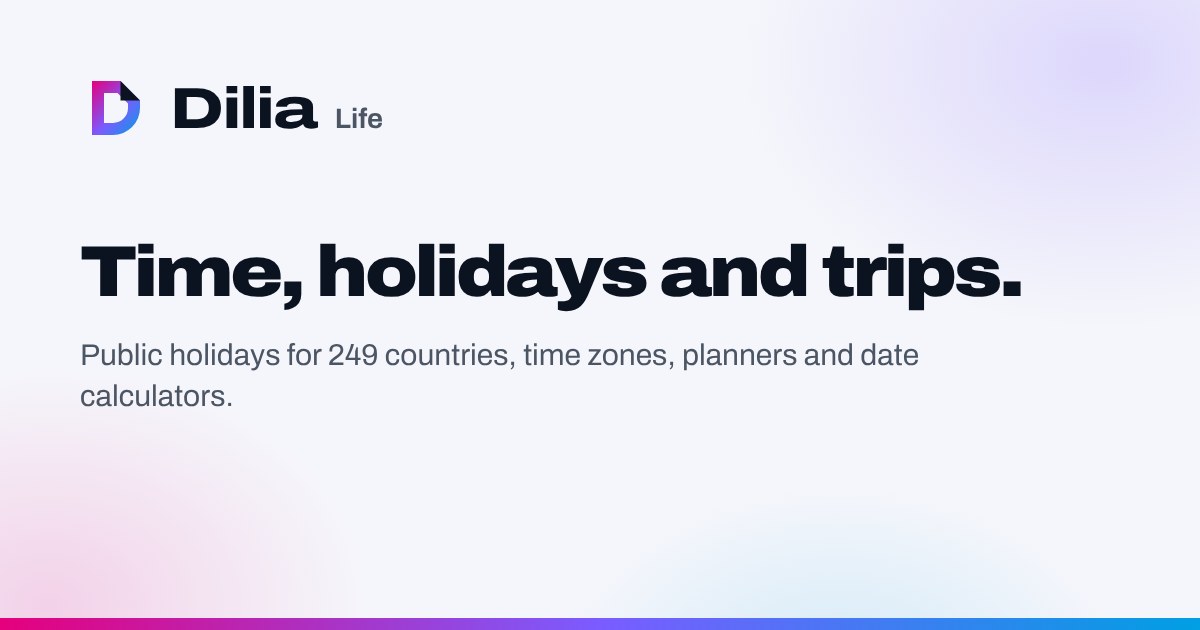 Dilia Life
Time, holidays and trips.
Public holidays for 249 countries, time zones, planners and date
calculators.